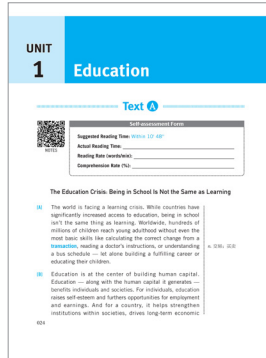 UNIT
1
Education
Text A
NOTES
Self-assessment Form
Suggested Reading Time: Within 10' 48"
Actual Reading Time:
Reading Rate (words/min):
Comprehension Rate (%):
The Education Crisis: Being in School Is Not the Same as Learning
[A] The world is facing a learning crisis. While countries have
significantly increased access to education, being in school
isn't the same thing as learning. Worldwide, hundreds of
millions of children reach young adulthood without even the
most basic skills like calculating the correct change from a
transaction, reading a doctor's instructions, or understanding
a bus schedule — let alone building a fulfilling career or
educating their children.
[B] Education is at the center of building human capital.
Education — along with the human capital it generates —
benefits individuals and societies. For individuals, education
raises self-esteem and furthers opportunities for employment
and earnings. And for a country, it helps strengthen
institutions within societies, drives long-term economic
024